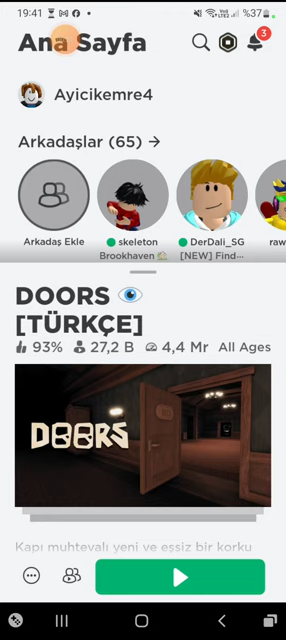 19:41
%37
Ana Sayfa
3
Ayicikemre4
Arkadaşlar (65) →
Arkadaş Ekle
skeleton
Brookhaven
DerDali_SG
[NEW] Find...
raw
DOORS 👁
[TÜRKÇE]
93% 27,2 B 4,4 Mr All Ages
DOORS
Kapı muhtevalı yeni ve eşsiz bir korku